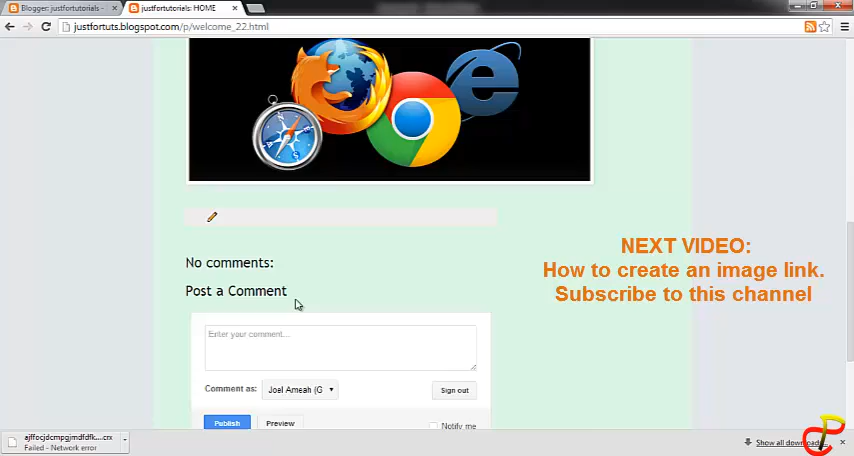 Blogger: justfortutorials -
justfortutorials: HOME
justfortuts.blogspot.com/p/welcome_22.html
NEXT VIDEO:
How to create an image link.
Subscribe to this channel
No comments:
Post a Comment
Enter your comment...
Comment as:
Joel Ameah (G
Sign out
Publish
Preview
Notify me
Failed - Network error
Show all downloads...